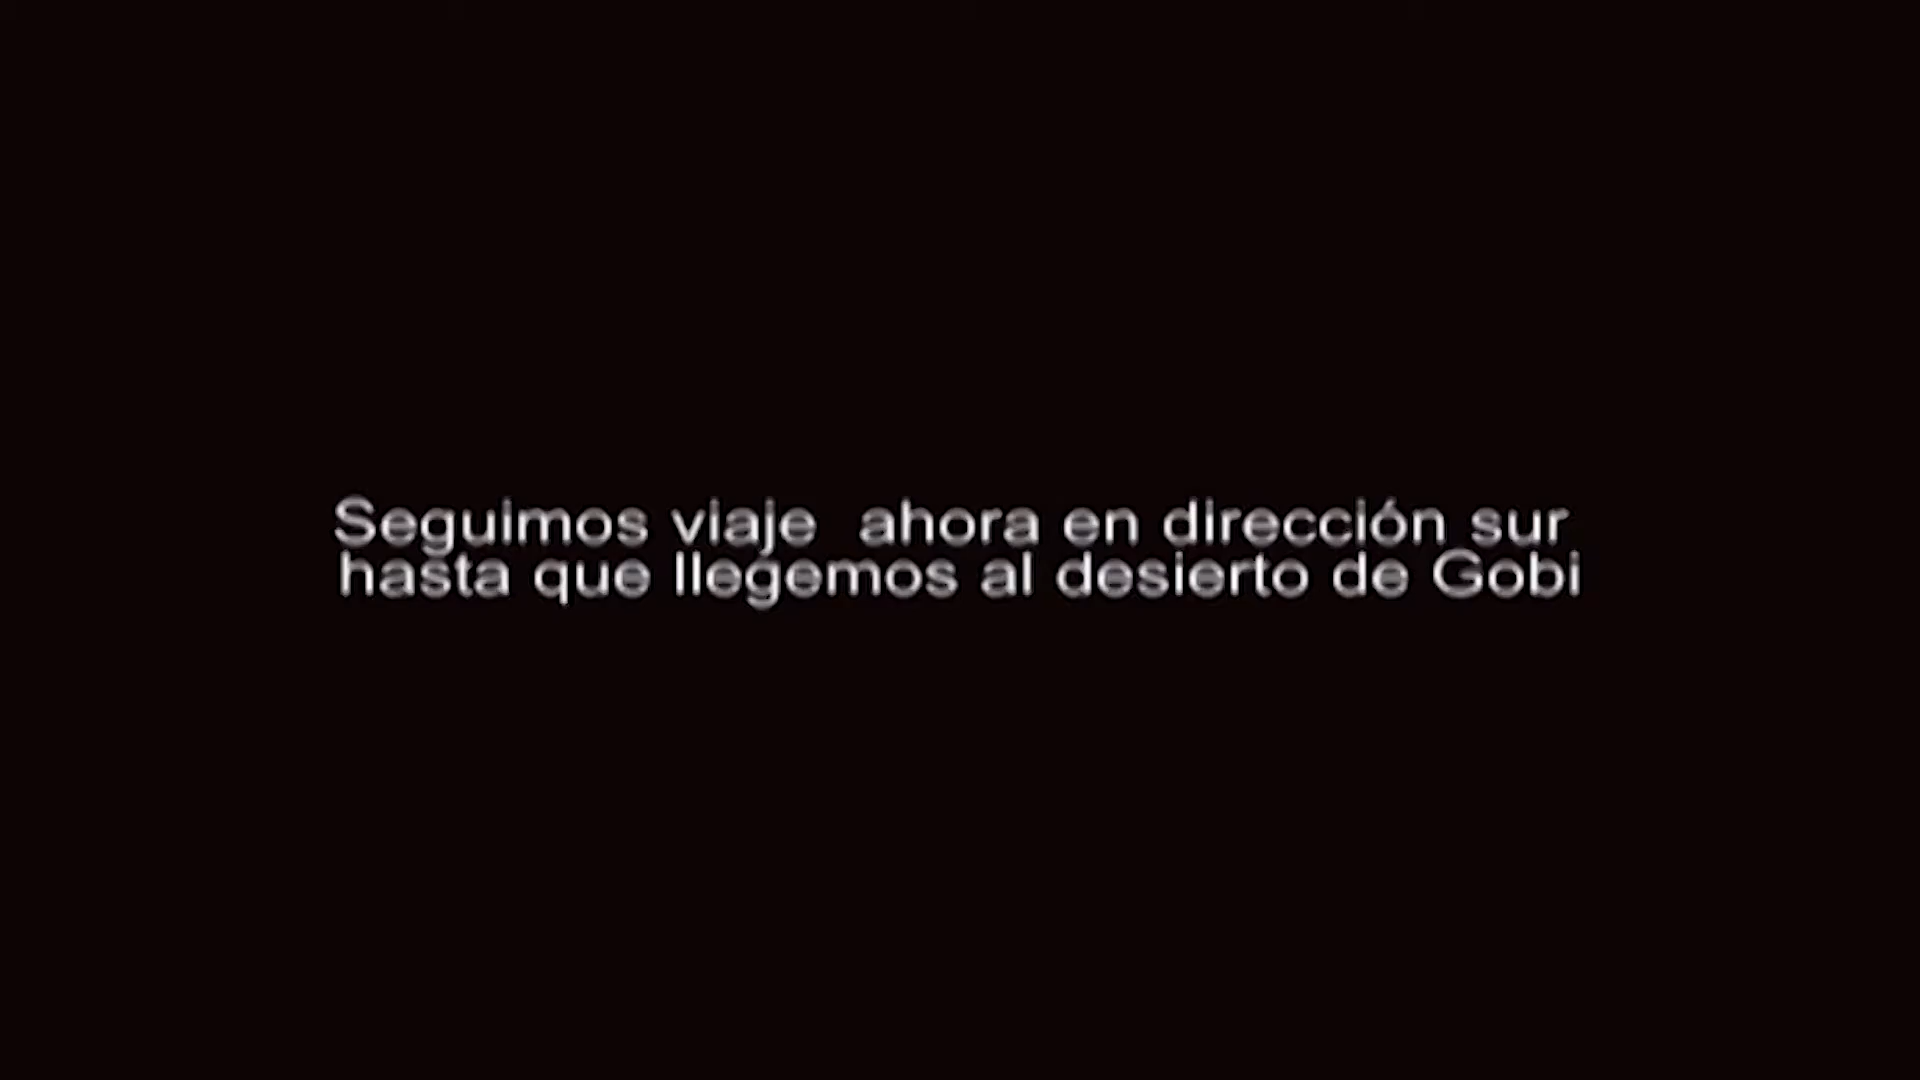 Seguimos viaje  ahora en dirección sur
hasta que llegemos al desierto de Gobi